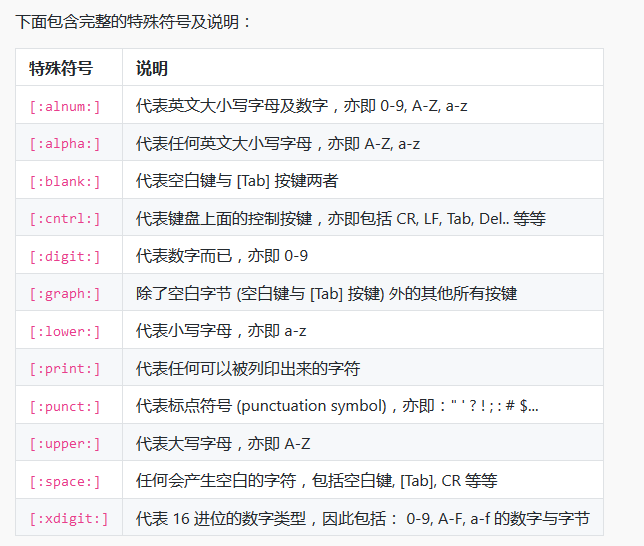 下面包含完整的特殊符号及说明：
特殊符号 说明
[:alnum:] 代表英文大小写字母及数字，亦即 0-9, A-Z, a-z
[:alpha:] 代表任何英文大小写字母，亦即 A-Z, a-z
[:blank:] 代表空白键与 [Tab] 按键两者
[:cntrl:] 代表键盘上面的控制按键，亦即包括 CR, LF, Tab, Del.. 等等
[:digit:] 代表数字而已，亦即 0-9
[:graph:] 除了空白字节 (空白键与 [Tab] 按键) 外的其他所有按键
[:lower:] 代表小写字母，亦即 a-z
[:print:] 代表任何可以被列印出来的字符
[:punct:] 代表标点符号 (punctuation symbol)，亦即：" ' ? ! ; : # $...
[:upper:] 代表大写字母，亦即 A-Z
[:space:] 任何会产生空白的字符，包括空白键, [Tab], CR 等等
[:xdigit:] 代表 16 进位的数字类型，因此包括： 0-9, A-F, a-f 的数字与字节